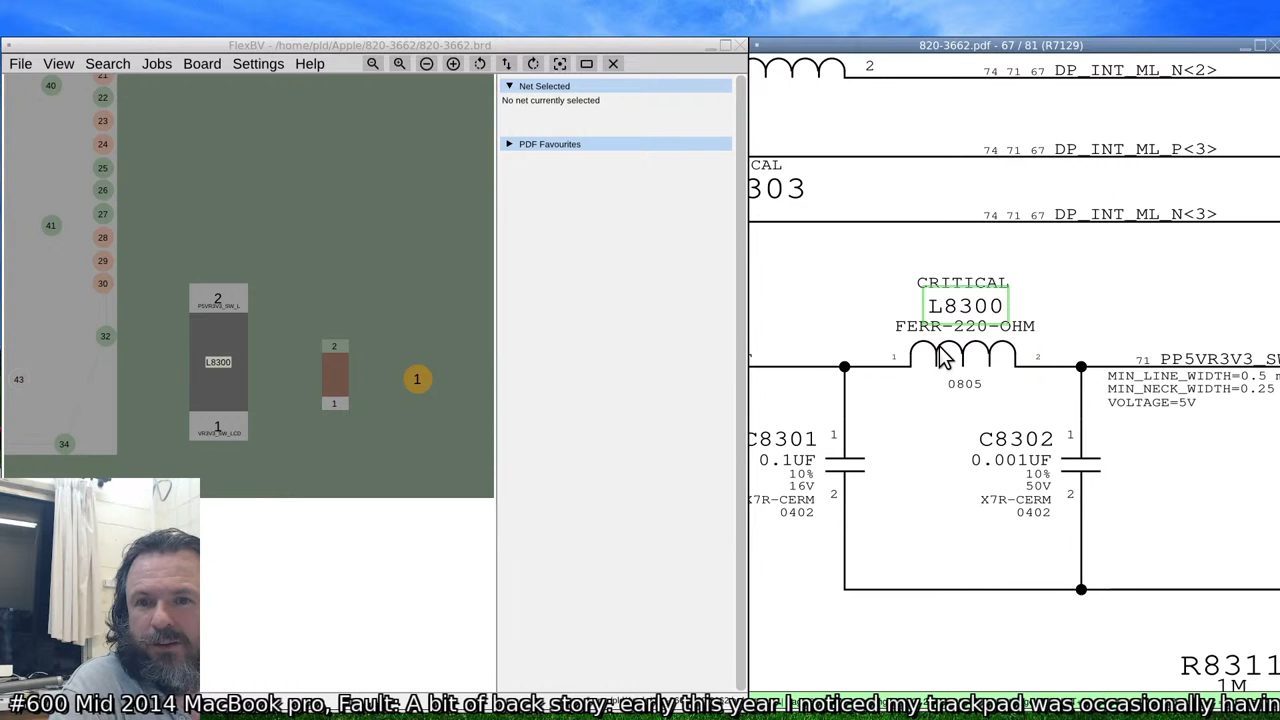 FlexBV - /home/pld/Apple/820-3662/820-3662.brd
File View Search Jobs Board Settings Help
Net Selected
No net currently selected
PDF Favourites
40
22
23
24
25
26
27
41
28
29
30
32
43
34
2
P5VR3V3_SW_L
L8300
1
VR3V3_SW_LCD
2
1
1
820-3662.pdf - 67 / 81 (R7129)
2
74 71 67 DP_INT_ML_N<2>
74 71 67 DP_INT_ML_P<3>
CAL
303
74 71 67 DP_INT_ML_N<3>
CRITICAL
L8300
FERR-220-OHM
1 2
0805
71 PP5VR3V3_S
MIN_LINE_WIDTH=0.5
MIN_NECK_WIDTH=0.25
VOLTAGE=5V
C8301 1
0.1UF
10%
16V
2
X7R-CERM
0402
C8302 1
0.001UF
10%
50V
2
X7R-CERM
0402
R8311
1M
#600 Mid 2014 MacBook pro, Fault: A bit of back story: early this year I noticed my trackpad was occasionally havin